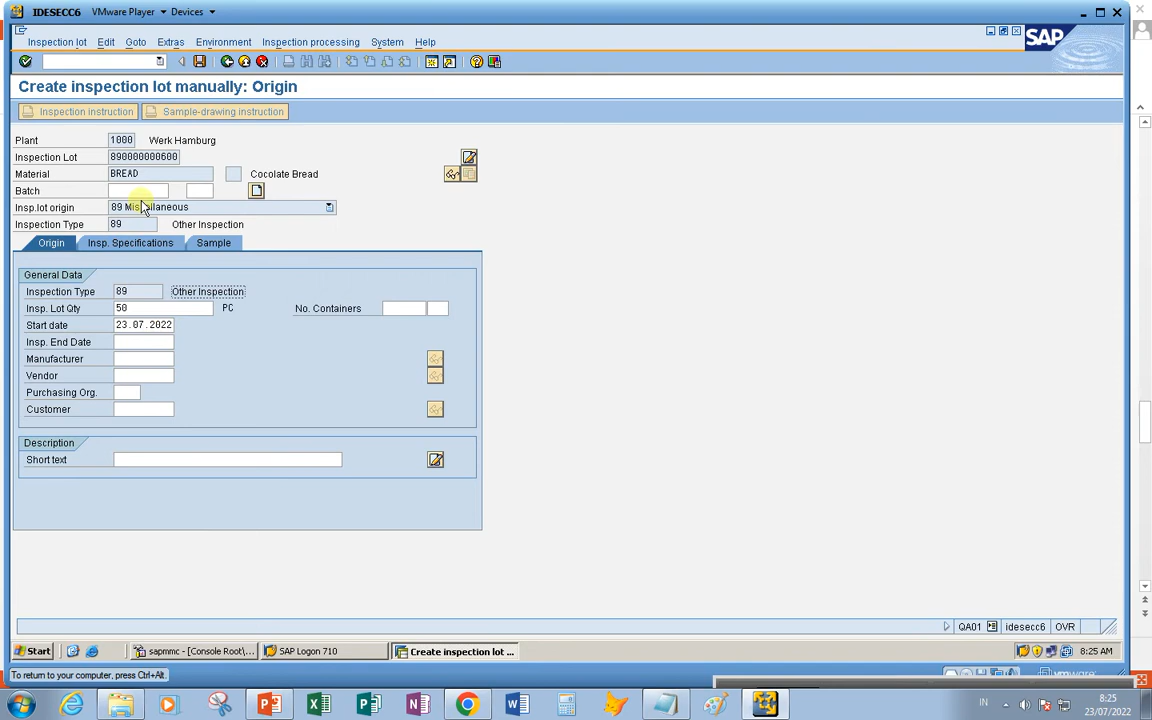 IDESECC6 VMware Player Devices
Inspection lot Edit Goto Extras Environment Inspection processing System Help SAP
Create inspection lot manually: Origin
Inspection instruction Sample-drawing instruction
Plant 1000 Werk Hamburg
Inspection Lot 890000000600
Material BREAD Cocolate Bread
Batch
Insp.lot origin 89 Miscellaneous
Inspection Type 89 Other Inspection
Origin Insp. Specifications Sample
General Data
Inspection Type 89 Other Inspection
Insp. Lot Qty 50 PC No. Containers
Start date 23.07.2022
Insp. End Date
Manufacturer
Vendor
Purchasing Org.
Customer
Description
Short text
QA01 idesecc6 OVR
Start sapmmc - [Console Root\... SAP Logon 710 Create inspection lot ... 8:25 AM
To return to your computer, press Ctrl+Alt.
IN 8:25
23/07/2022